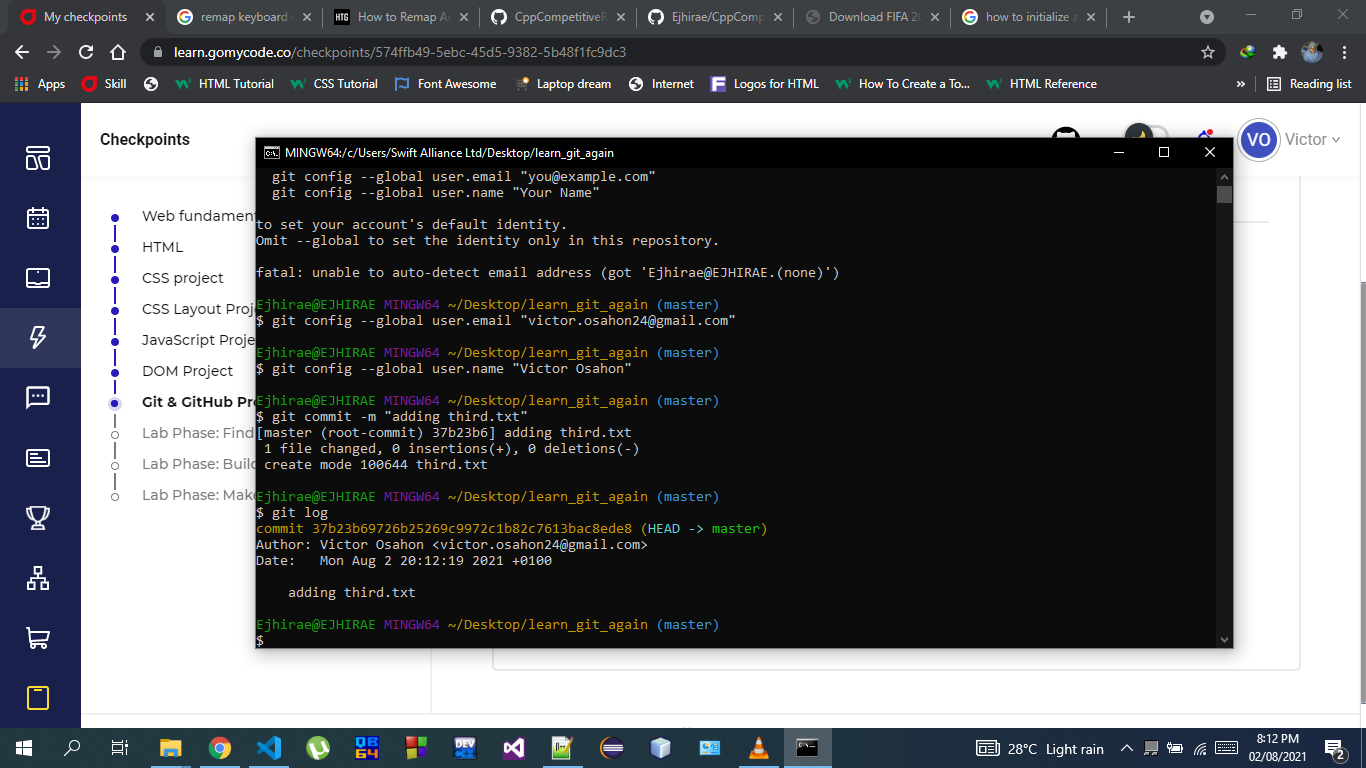 My checkpoints
remap keyboard
How to Remap A
CppCompetitiveR
Ejhirae/CppComp
Download FIFA 20
how to initialize a
learn.gomycode.co/checkpoints/574ffb49-5ebc-45d5-9382-5b48f1fc9dc3
Apps
Skill
HTML Tutorial
CSS Tutorial
Font Awesome
Laptop dream
Internet
Logos for HTML
How To Create a To...
HTML Reference
»
Reading list
Checkpoints
VO
Victor
Web fundament
HTML
CSS project
CSS Layout Proj
JavaScript Proje
DOM Project
Git & GitHub Pr
Lab Phase: Find
Lab Phase: Buil
Lab Phase: Mak
MINGW64:/c/Users/Swift Alliance Ltd/Desktop/learn_git_again
git config --global user.email "you@example.com"
git config --global user.name "Your Name"
to set your account's default identity.
Omit --global to set the identity only in this repository.
fatal: unable to auto-detect email address (got 'Ejhirae@EJHIRAE.(none)')
Ejhirae@EJHIRAE MINGW64 ~/Desktop/learn_git_again (master)
$ git config --global user.email "victor.osahon24@gmail.com"
Ejhirae@EJHIRAE MINGW64 ~/Desktop/learn_git_again (master)
$ git config --global user.name "Victor Osahon"
Ejhirae@EJHIRAE MINGW64 ~/Desktop/learn_git_again (master)
$ git commit -m "adding third.txt"
[master (root-commit) 37b23b6] adding third.txt
1 file changed, 0 insertions(+), 0 deletions(-)
create mode 100644 third.txt
Ejhirae@EJHIRAE MINGW64 ~/Desktop/learn_git_again (master)
$ git log
commit 37b23b69726b25269c9972c1b82c7613bac8ede8 (HEAD -> master)
Author: Victor Osahon <victor.osahon24@gmail.com>
Date:   Mon Aug 2 20:12:19 2021 +0100
adding third.txt
Ejhirae@EJHIRAE MINGW64 ~/Desktop/learn_git_again (master)
$
28°C Light rain
8:12 PM
02/08/2021
2